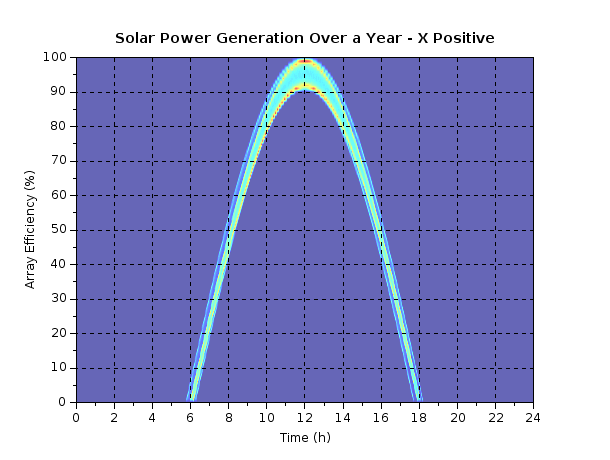 Solar Power Generation Over a Year - X Positive
100
90
80
70
60
50
40
30
20
10
0
Array Efficiency (%)
0 2 4 6 8 10 12 14 16 18 20 22 24
Time (h)